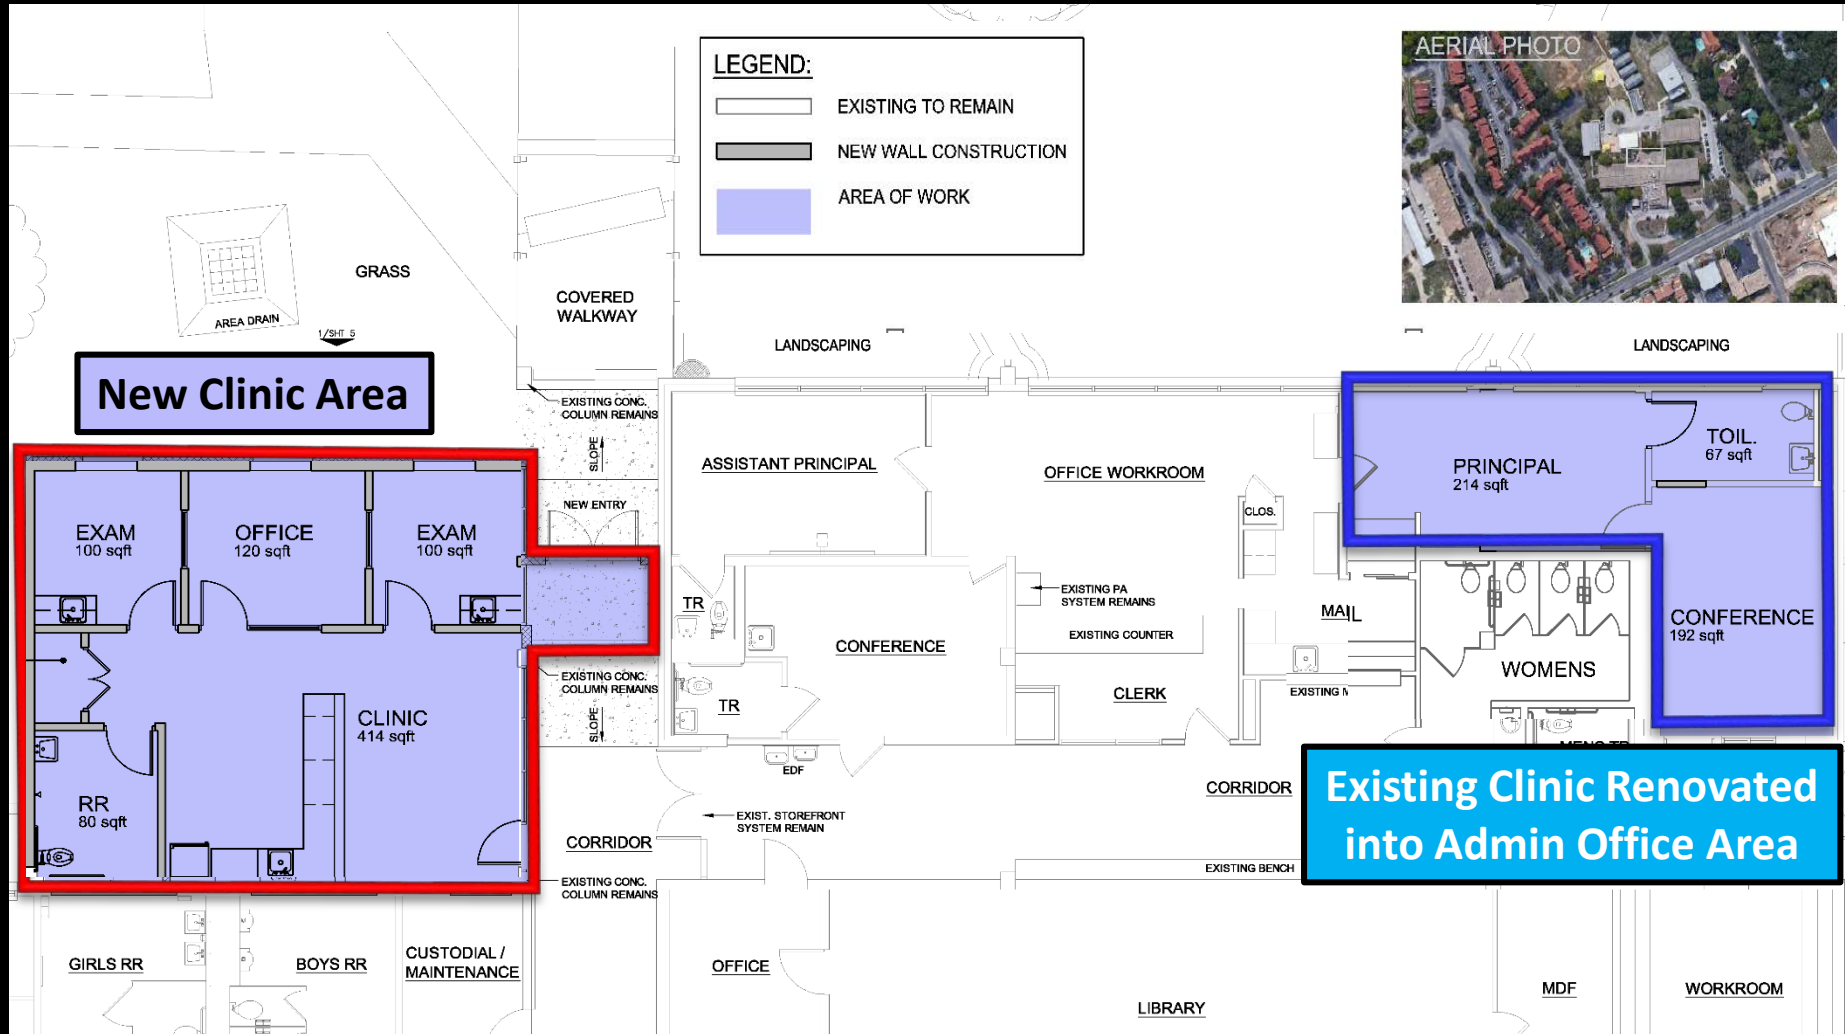 LEGEND:
EXISTING TO REMAIN
NEW WALL CONSTRUCTION
AREA OF WORK
AERIAL PHOTO
GRASS
AREA DRAIN
1/SHT 5
COVERED
WALKWAY
LANDSCAPING
LANDSCAPING
New Clinic Area
EXISTING CONC.
COLUMN REMAINS
SLOPE
NEW ENTRY
EXAM
100 sqft
OFFICE
120 sqft
EXAM
100 sqft
CLINIC
414 sqft
RR
80 sqft
EXISTING CONC.
COLUMN REMAINS
SLOPE
ASSISTANT PRINCIPAL
OFFICE WORKROOM
CLOS.
PRINCIPAL
214 sqft
TOIL.
67 sqft
TR
EXISTING PA
SYSTEM REMAINS
EXISTING COUNTER
MAIL
CONFERENCE
192 sqft
CONFERENCE
WOMENS
TR
CLERK
EXISTING
MENS TR
EDF
CORRIDOR
Existing Clinic Renovated
into Admin Office Area
EXIST. STOREFRONT
SYSTEM REMAIN
CORRIDOR
EXISTING BENCH
EXISTING CONC.
COLUMN REMAINS
GIRLS RR
BOYS RR
CUSTODIAL /
MAINTENANCE
OFFICE
LIBRARY
MDF
WORKROOM